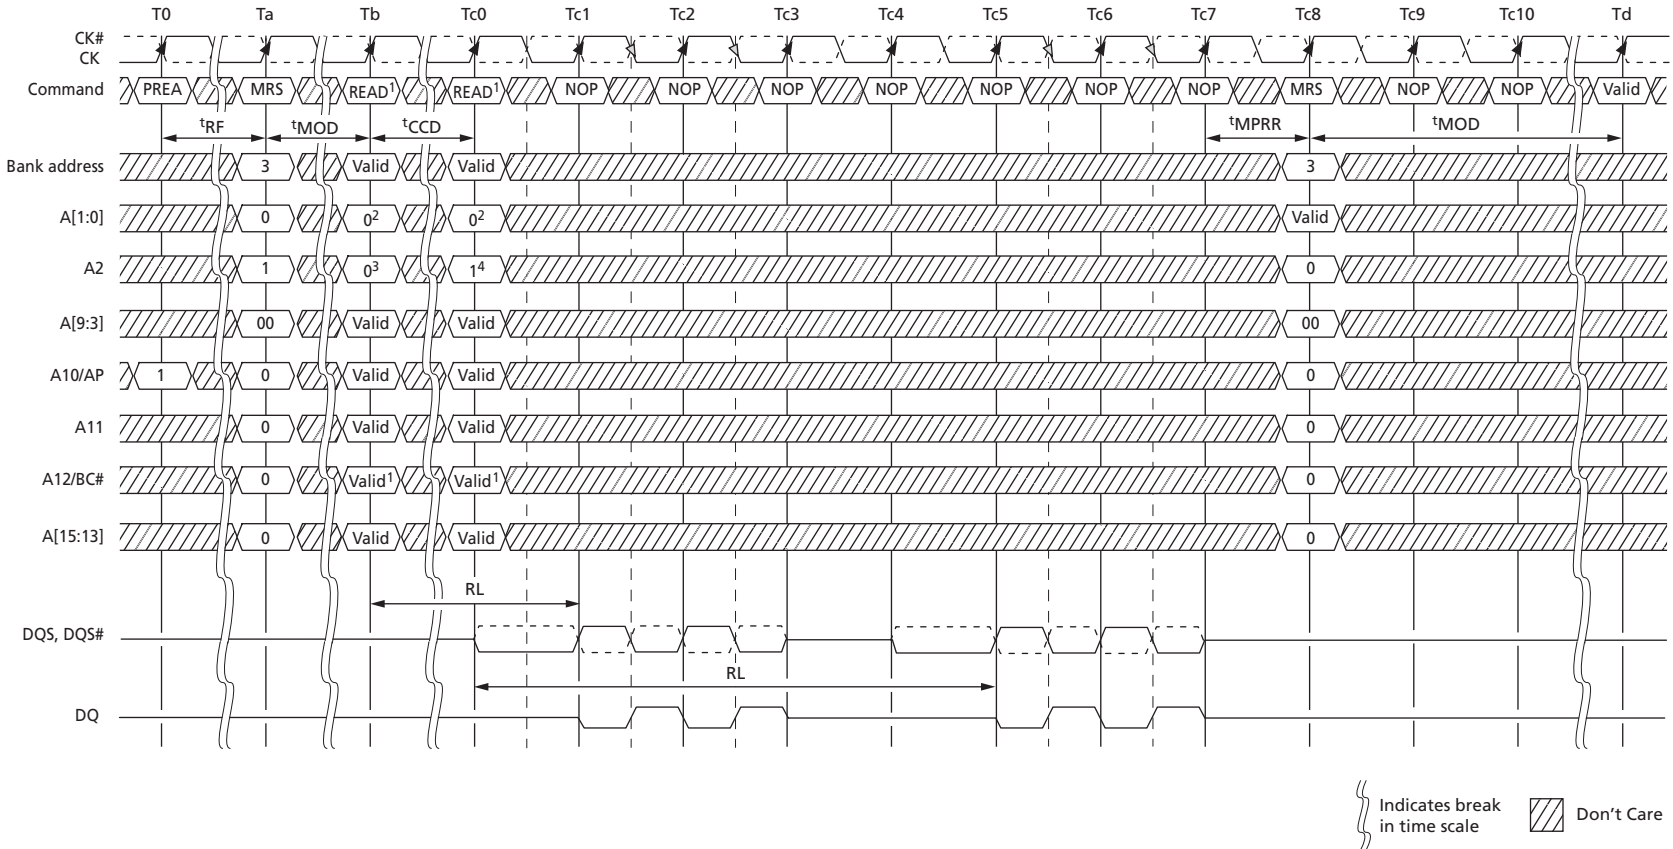 T0 Ta Tb Tc0 Tc1 Tc2 Tc3 Tc4 Tc5 Tc6 Tc7 Tc8 Tc9 Tc10 Td
CK#
CK
Command PREA MRS READ¹ READ¹ NOP NOP NOP NOP NOP NOP NOP MRS NOP NOP Valid
ᵗRF ᵗMOD ᵗCCD ᵗMPRR ᵗMOD
Bank address 3 Valid Valid 3
A[1:0] 0 0² 0² Valid
A2 1 0³ 1⁴ 0
A[9:3] 00 Valid Valid 00
A10/AP 1 0 Valid Valid 0
A11 0 Valid Valid 0
A12/BC# 0 Valid¹ Valid¹ 0
A[15:13] 0 Valid Valid 0
RL
DQS, DQS#
RL
DQ
Indicates break
in time scale
Don't Care